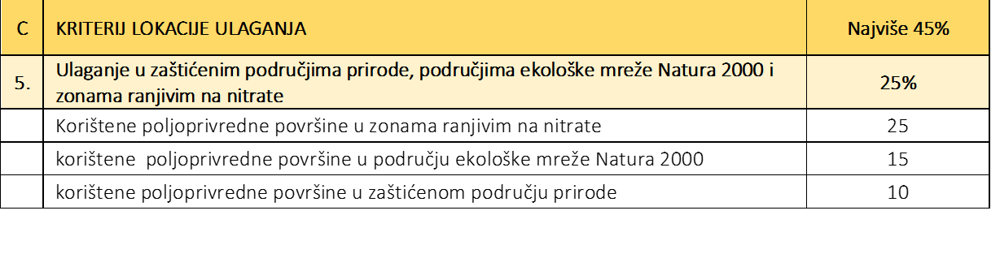 C KRITERIJ LOKACIJE ULAGANJA Najviše 45%
5. Ulaganje u zaštićenim područjima prirode, područjima ekološke mreže Natura 2000 i
zonama ranjivim na nitrate 25%
Korištene poljoprivredne površine u zonama ranjivim na nitrate 25
korištene poljoprivredne površine u području ekološke mreže Natura 2000 15
korištene poljoprivredne površine u zaštićenom području prirode 10